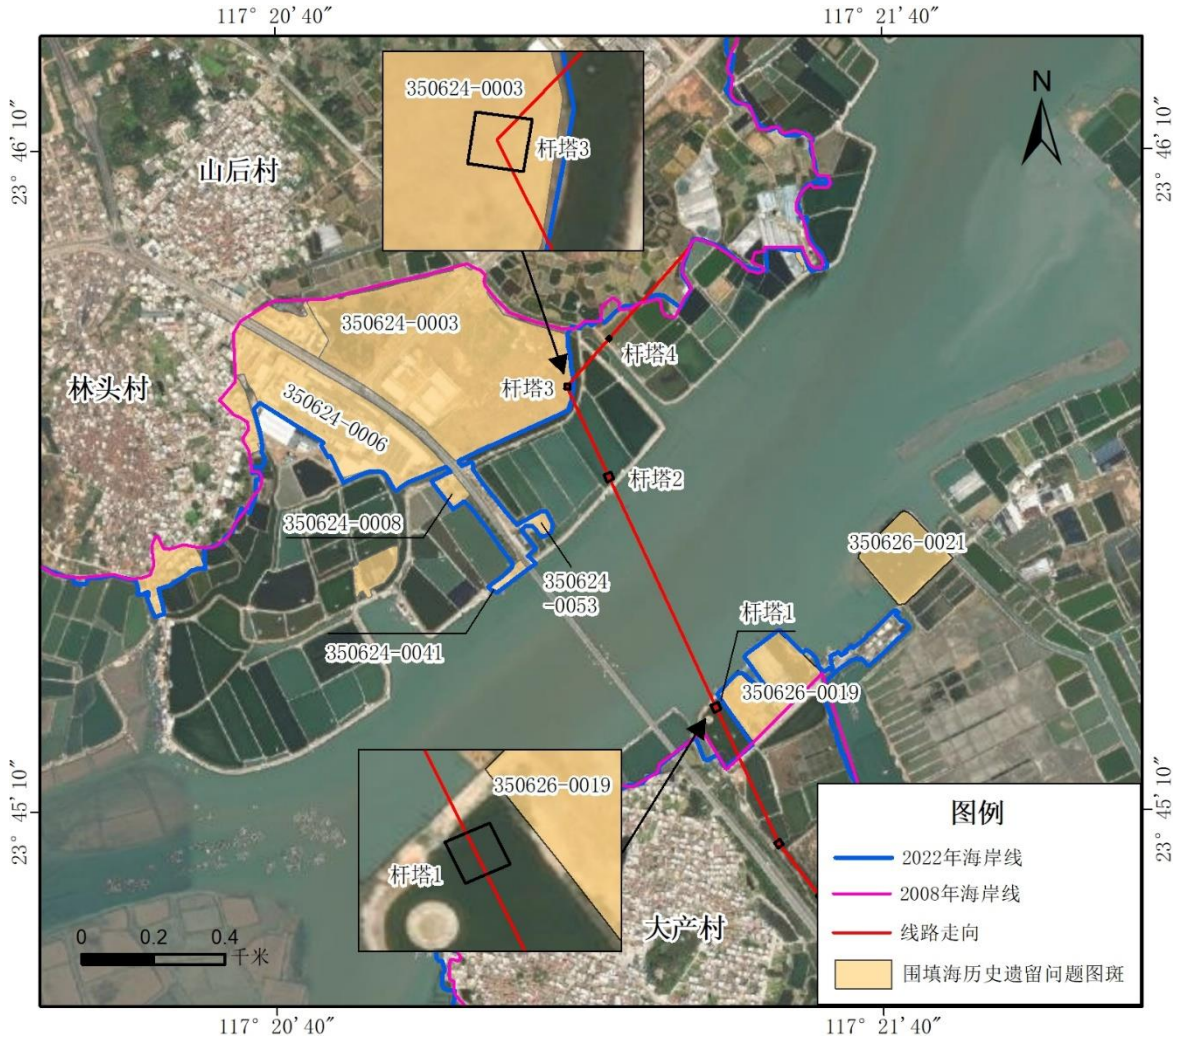 117° 20′40″
117° 21′40″
23° 46′10″
23° 46′10″
N
350624-0003
杆塔3
山后村
350624-0003
杆塔4
杆塔3
林头村
350624-0006
杆塔2
350624-0008
350626-0021
350624
-0053
杆塔1
350624-0041
350626-0019
350626-0019
杆塔1
大产村
23° 45′10″
23° 45′10″
图例
2022年海岸线
2008年海岸线
线路走向
围填海历史遗留问题图斑
0 0.2 0.4
千米
117° 20′40″
117° 21′40″